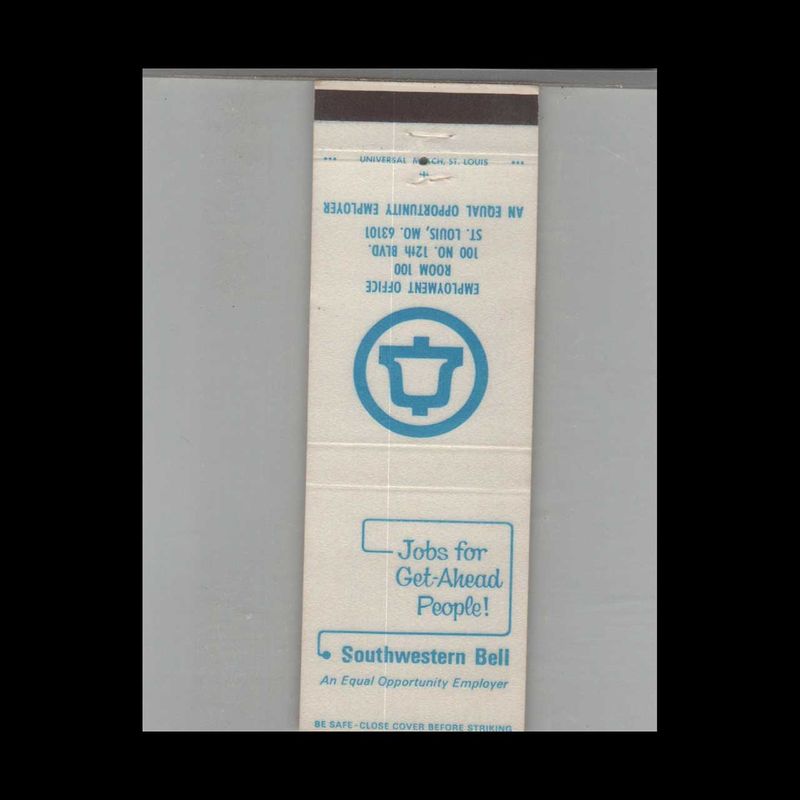 UNIVERSAL MATCH, ST. LOUIS
AN EQUAL OPPORTUNITY EMPLOYER
ST. LOUIS, MO. 63101
100 NO. 12th BLVD.
ROOM 100
EMPLOYMENT OFFICE
Jobs for
Get-Ahead
People!
Southwestern Bell
An Equal Opportunity Employer
BE SAFE-CLOSE COVER BEFORE STRIKING